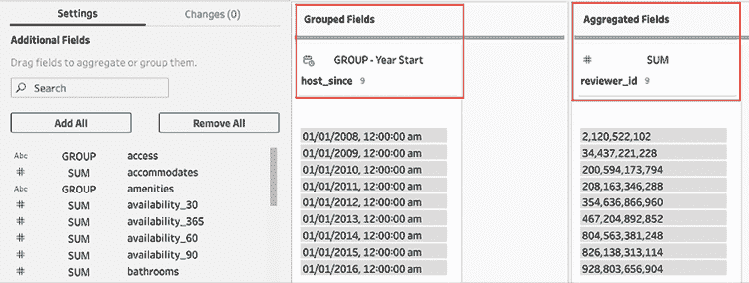 Settings
Changes (0)
Additional Fields
Drag fields to aggregate or group them.
Search
Add All
Remove All
Abc GROUP access
# SUM accommodates
Abc GROUP amenities
# SUM availability_30
# SUM availability_365
# SUM availability_60
# SUM availability_90
# SUM bathrooms
Grouped Fields
GROUP - Year Start
host_since 9
01/01/2008, 12:00:00 am
01/01/2009, 12:00:00 am
01/01/2010, 12:00:00 am
01/01/2011, 12:00:00 am
01/01/2012, 12:00:00 am
01/01/2013, 12:00:00 am
01/01/2014, 12:00:00 am
01/01/2015, 12:00:00 am
01/01/2016, 12:00:00 am
Aggregated Fields
# SUM
reviewer_id 9
2,120,522,102
34,437,221,228
200,594,173,794
208,163,346,288
354,636,866,960
467,204,892,852
804,563,381,248
826,138,313,114
928,803,656,904